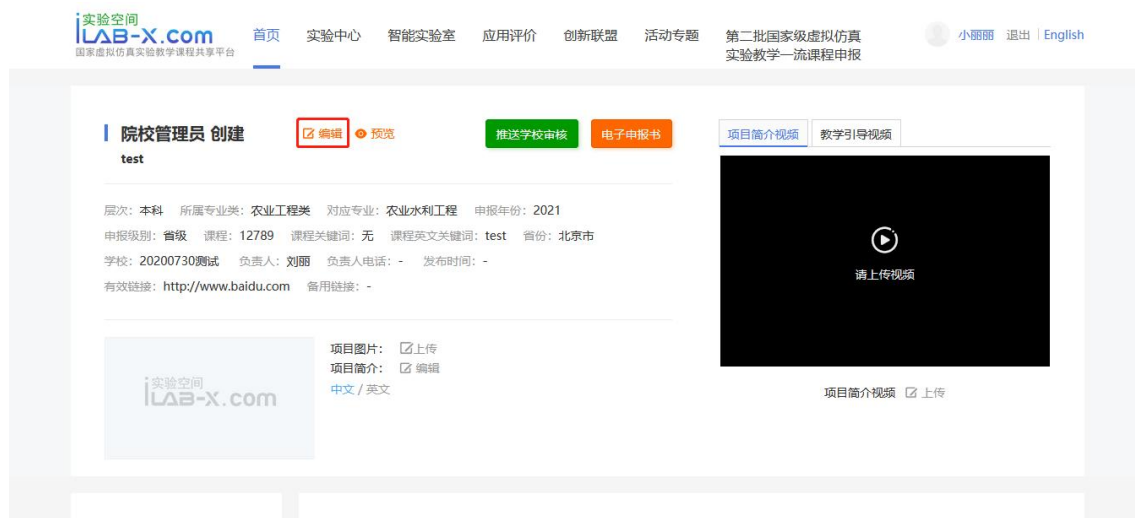 实验空间
iLAB-X.com
国家虚拟仿真实验教学课程共享平台
首页 实验中心 智能实验室 应用评价 创新联盟 活动专题 第二批国家级虚拟仿真
实验教学一流课程申报
小丽丽 退出 | English
院校管理员 创建 编辑 预览 推送学校审核 电子申报书
test
层次：本科 所属专业类：农业工程类 对应专业：农业水利工程 申报年份：2021
申报级别：省级 课程：12789 课程关键词：无 课程英文关键词：test 省份：北京市
学校：20200730测试 负责人：刘丽 负责人电话：- 发布时间：-
有效链接：http://www.baidu.com 备用链接：-
项目简介视频 教学引导视频
请上传视频
项目简介视频 上传
实验空间
iLAB-X.com
项目图片： 上传
项目简介： 编辑
中文 / 英文